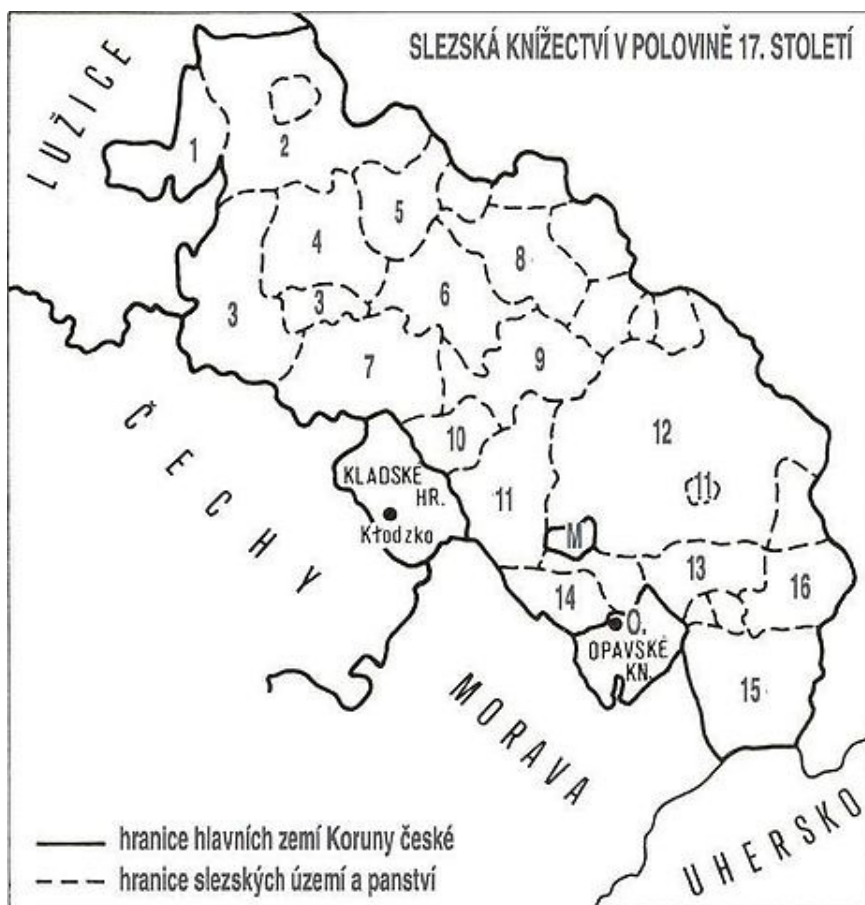 SLEZSKÁ KNÍŽECTVÍ V POLOVINĚ 17. STOLETÍ
LUŽICE
1
2
5
4
8
3
3
6
9
7
ČECHY
10
12
KLADSKÉ
HR.
Kłodzko
11
11
M
13
16
14
O.
OPAVSKÉ
KN.
15
MORAVA
UHERSKO
hranice hlavních zemí Koruny české
hranice slezských území a panství